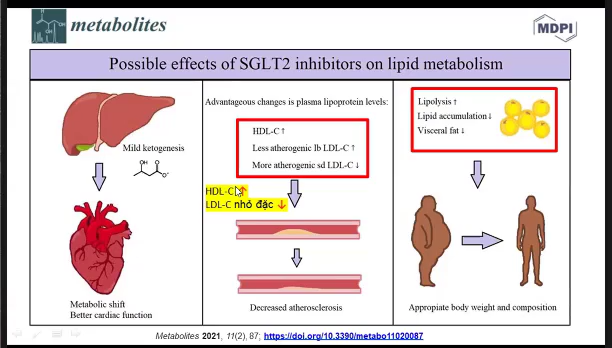 metabolites
MDPI
Possible effects of SGLT2 inhibitors on lipid metabolism
Mild ketogenesis
OH
O
O⁻
Metabolic shift
Better cardiac function
Advantageous changes is plasma lipoprotein levels:
HDL-C ↑
Less atherogenic lb LDL-C ↑
More atherogenic sd LDL-C ↓
HDL-C ↑
LDL-C nhỏ đặc ↓
Decreased atherosclerosis
Lipolysis ↑
Lipid accumulation ↓
Visceral fat ↓
Appropiate body weight and composition
Metabolites 2021, 11(2), 87; https://doi.org/10.3390/metabo11020087